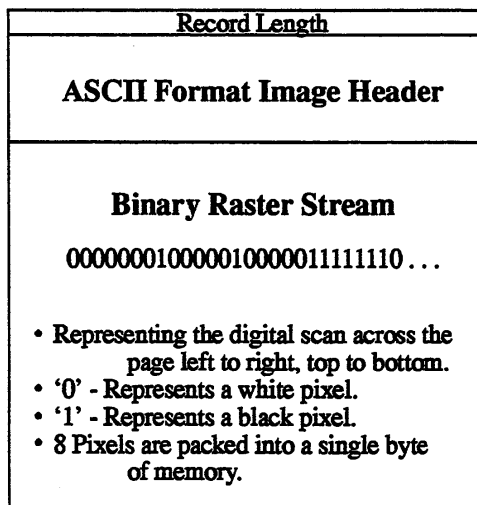 Record Length
ASCII Format Image Header
Binary Raster Stream
000000010000010000011111110 . . .
• Representing the digital scan across the
page left to right, top to bottom.
• ‘0’ - Represents a white pixel.
• ‘1’ - Represents a black pixel.
• 8 Pixels are packed into a single byte
of memory.